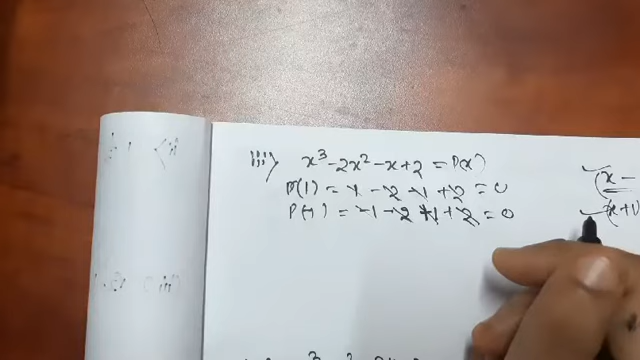 iii) x³ - 2x² - x + 2 = P(x)
P(1) = 1 - 2 - 1 + 2 = 0
P(-1) = -1 - 2 + 1 + 2 = 0
(x -
(x+1)